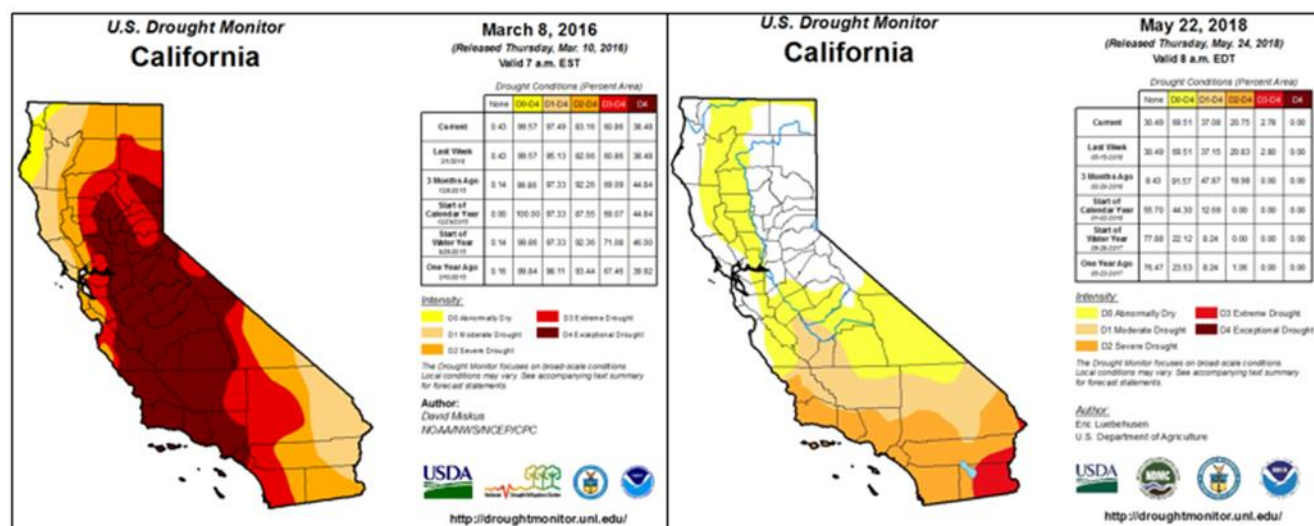 U.S. Drought Monitor
California
March 8, 2016
(Released Thursday, Mar. 10, 2016)
Valid 7 a.m. EST
Drought Conditions (Percent Area)
None D0-D4 D1-D4 D2-D4 D3-D4 D4
Current 0.43 99.57 97.49 83.16 60.86 38.48
Last Week 0.43 99.57 95.13 82.66 60.86 38.48
3 Months Ago 0.14 99.86 97.33 92.26 69.09 44.84
Start of Calendar Year 0.00 100.00 97.33 87.55 69.07 44.84
Start of Water Year 0.14 99.86 97.33 92.36 71.08 46.00
One Year Ago 0.16 99.84 98.11 93.44 67.46 39.92
Intensity:
D0 Abnormally Dry
D1 Moderate Drought
D2 Severe Drought
D3 Extreme Drought
D4 Exceptional Drought
The Drought Monitor focuses on broad-scale conditions.
Local conditions may vary. See accompanying text summary
for forecast statements.
Author:
David Miskus
NOAA/NWS/NCEP/CPC
USDA
http://droughtmonitor.unl.edu/
U.S. Drought Monitor
California
May 22, 2018
(Released Thursday, May. 24, 2018)
Valid 8 a.m. EDT
Drought Conditions (Percent Area)
None D0-D4 D1-D4 D2-D4 D3-D4 D4
Current 30.49 69.51 37.08 20.75 2.78 0.00
Last Week 30.49 69.51 37.15 20.83 2.80 0.00
3 Months Ago 8.43 91.57 47.87 19.98 0.00 0.00
Start of Calendar Year 55.70 44.30 12.69 0.00 0.00 0.00
Start of Water Year 77.88 22.12 8.24 0.00 0.00 0.00
One Year Ago 76.47 23.53 8.24 1.06 0.00 0.00
Intensity:
D0 Abnormally Dry
D1 Moderate Drought
D2 Severe Drought
D3 Extreme Drought
D4 Exceptional Drought
The Drought Monitor focuses on broad-scale conditions.
Local conditions may vary. See accompanying text summary
for forecast statements.
Author:
Eric Luebehusen
U.S. Department of Agriculture
USDA
NDMC
http://droughtmonitor.unl.edu/